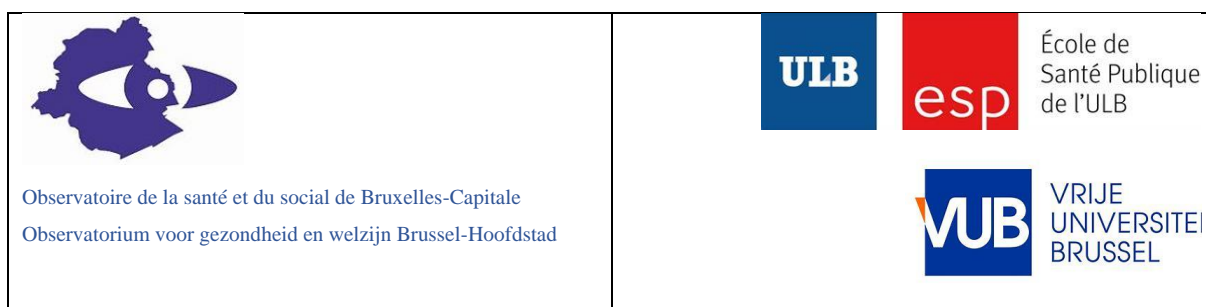 Observatoire de la santé et du social de Bruxelles-Capitale
Observatorium voor gezondheid en welzijn Brussel-Hoofdstad
ULB
esp
École de
Santé Publique
de l'ULB
VUB
VRIJE
UNIVERSITEI
BRUSSEL